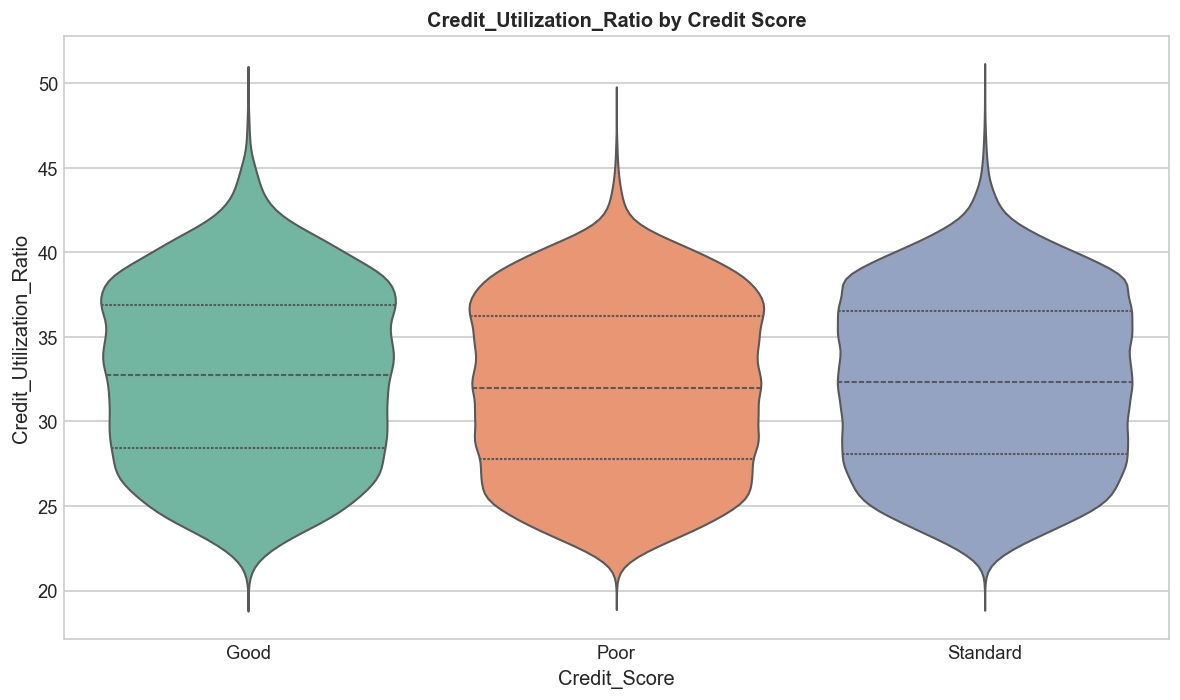 Credit_Utilization_Ratio by Credit Score
Credit_Utilization_Ratio
50
45
40
35
30
25
20
Good
Poor
Standard
Credit_Score